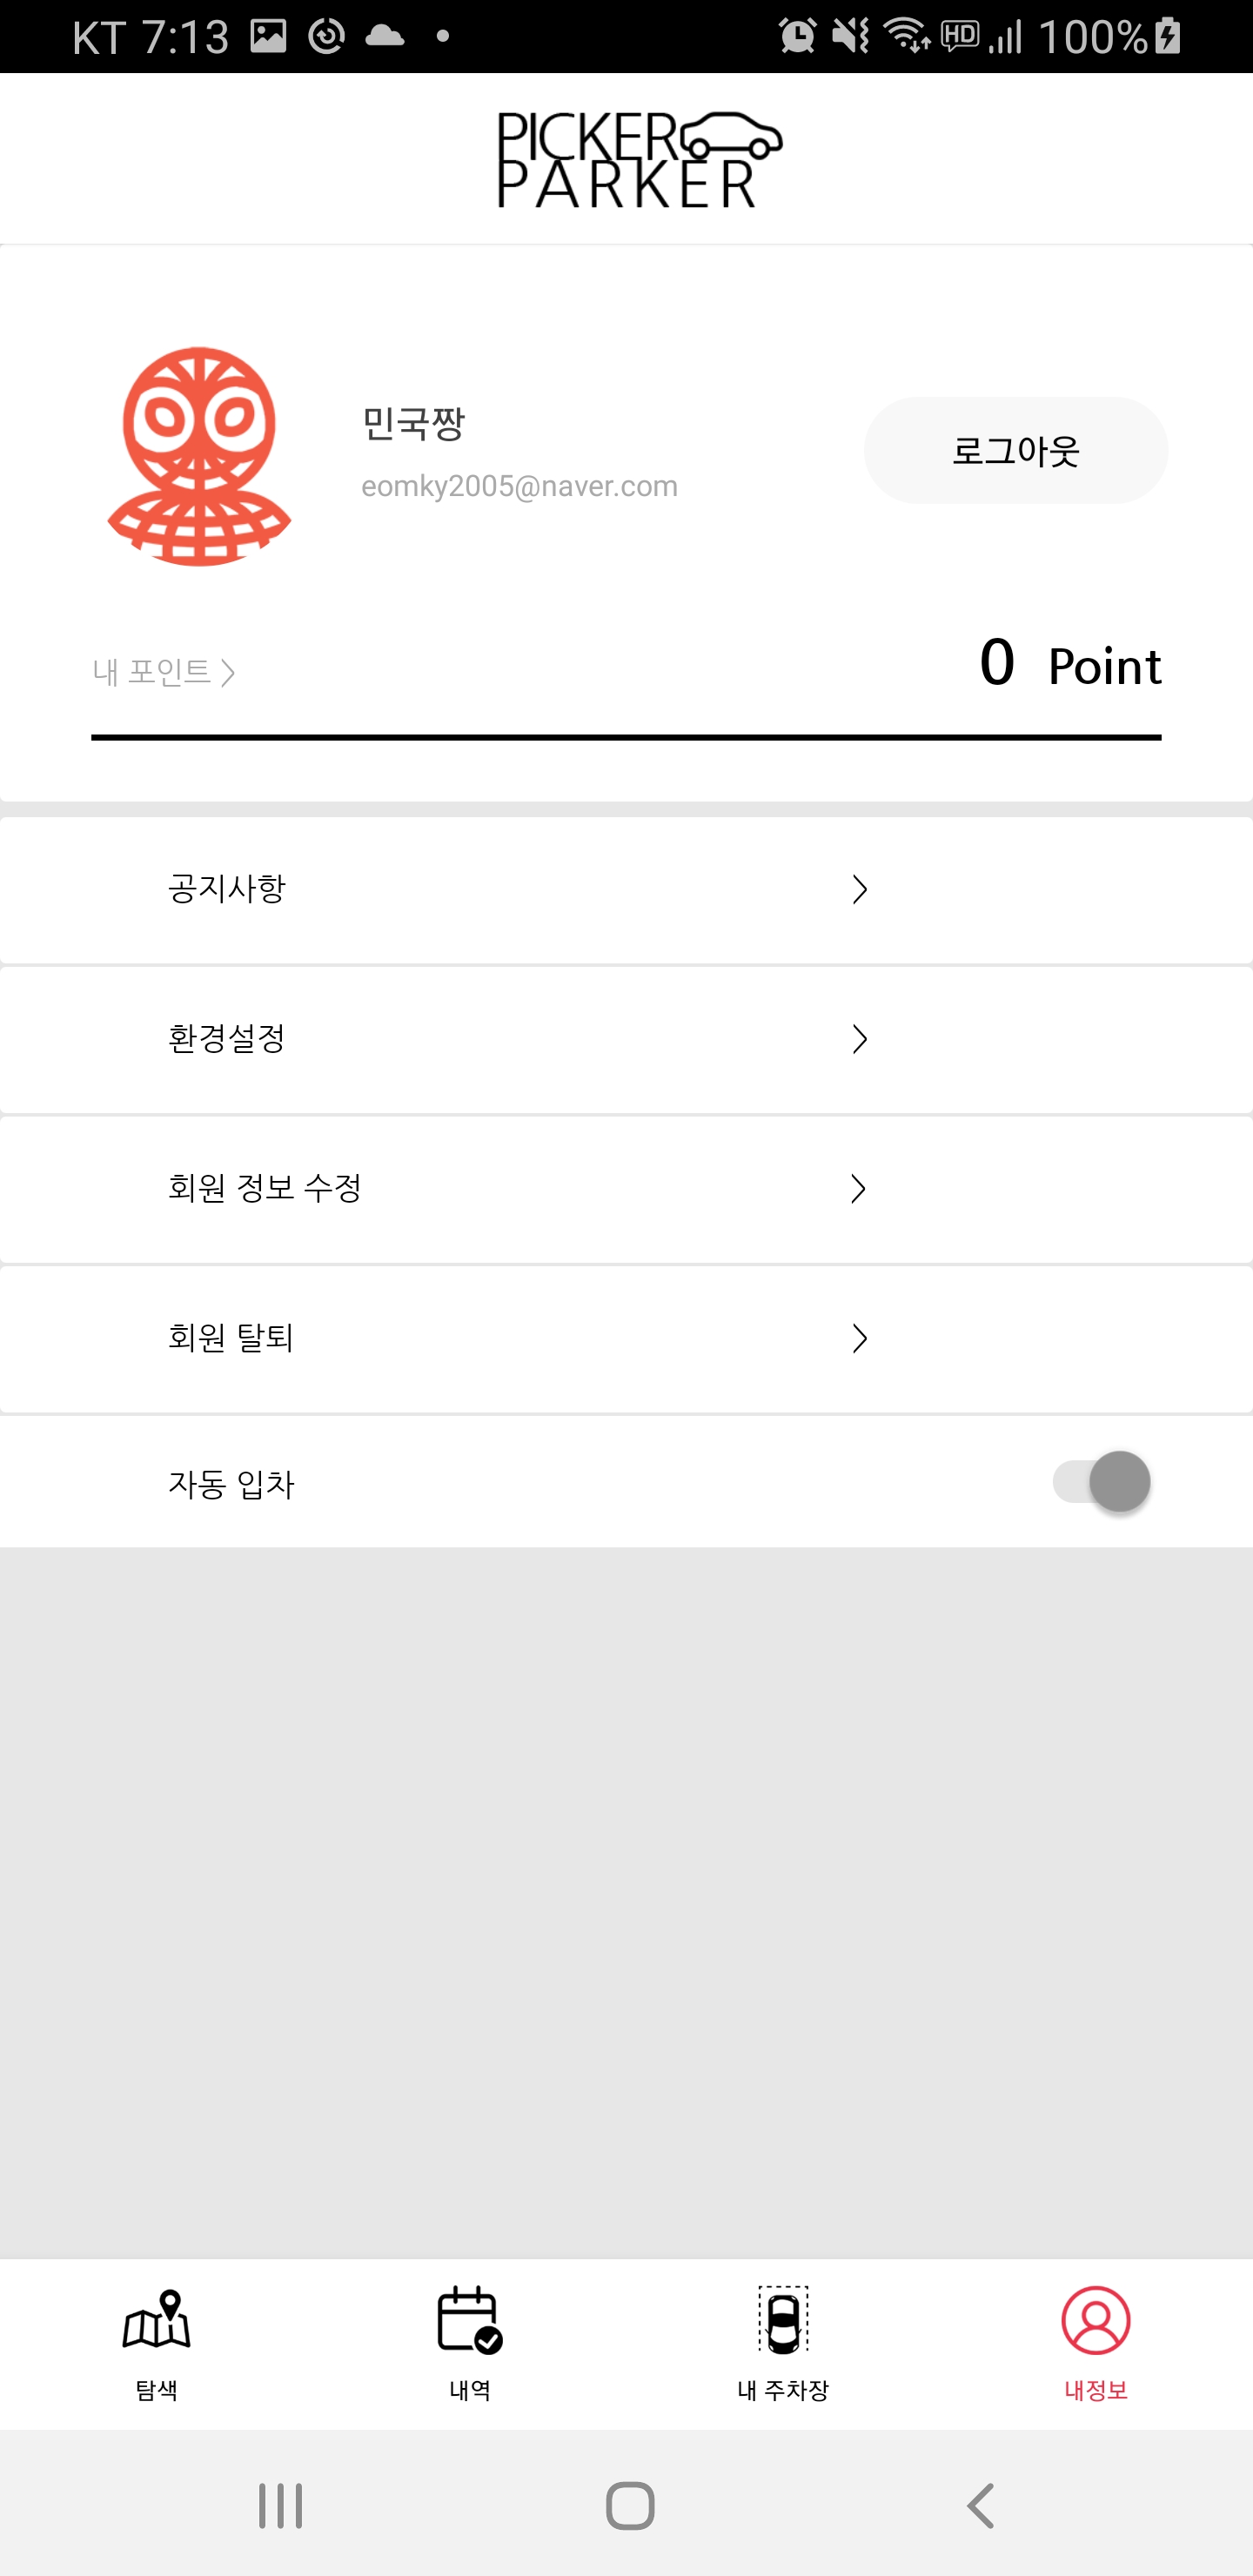 KT 7:13 HD 100%
PICKER
PARKER
민국짱
eomky2005@naver.com
로그아웃
내 포인트 >
0 Point
공지사항 >
환경설정 >
회원 정보 수정 >
회원 탈퇴 >
자동 입차
탐색 내역 내 주차장 내정보